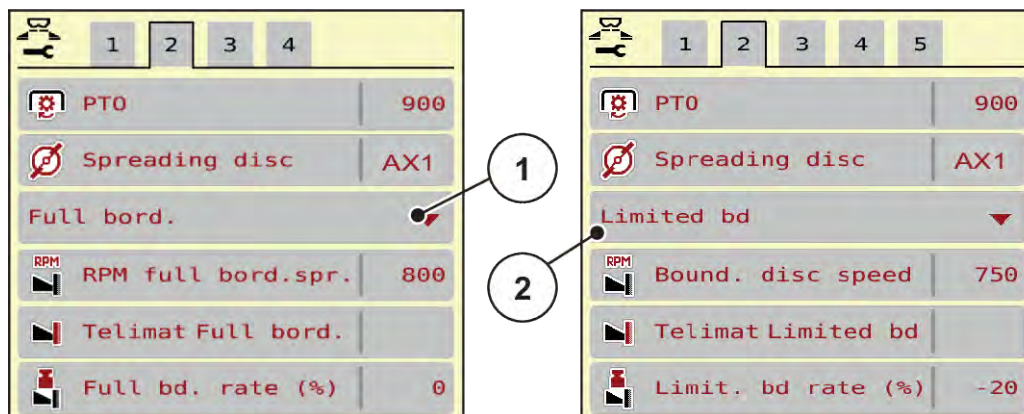 1 2 3 4
PTO 900
Spreading disc AX1
Full bord.
RPM RPM full bord.spr. 800
Telimat Full bord.
Full bd. rate (%) 0
1
2
1 2 3 4 5
PTO 900
Spreading disc AX1
Limited bd
RPM Bound. disc speed 750
Telimat Limited bd
Limit. bd rate (%) -20